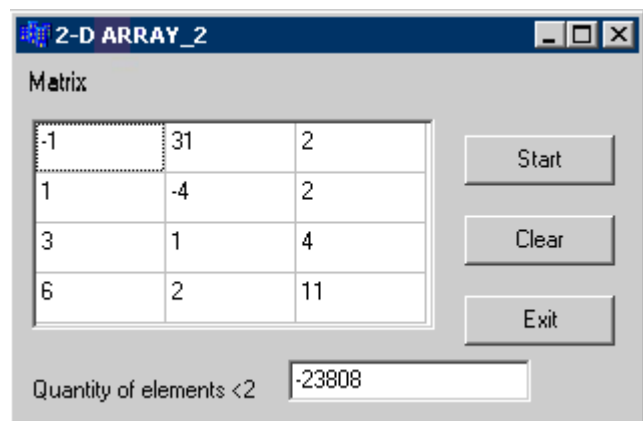 2-D ARRAY_2
Matrix
-1 31 2
1 -4 2
3 1 4
6 2 11
Start
Clear
Exit
Quantity of elements <2 -23808